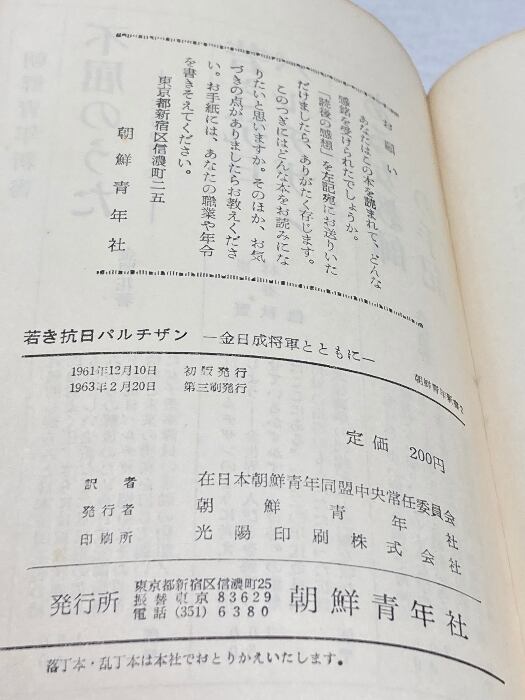 お願い
あなたはこの本を読まれて、どんな
感銘を受けられたでしょうか。
「読後の感想」を左記宛にお送りいた
だけましたら、ありがたく存じます。
このつぎにはどんな本をお読みにな
りたいと思いますか。そのほか、お気
づきの点がありましたらお教えくださ
い。お手紙には、あなたの職業や年令
を書きそえてください。
東京都新宿区信濃町二五
朝鮮青年社
若き抗日パルチザン —金日成将軍とともに—
朝鮮青年新書2
1961年12月10日 初版発行
1963年2月20日 第三刷発行
定価 200円
訳者 在日本朝鮮青年同盟中央常任委員会
発行者 朝鮮青年社
印刷所 光陽印刷株式会社
発行所
東京都新宿区信濃町25
振替東京 83629
電話 (351) 6380
朝鮮青年社
落丁本・乱丁本は本社でおとりかえいたします。